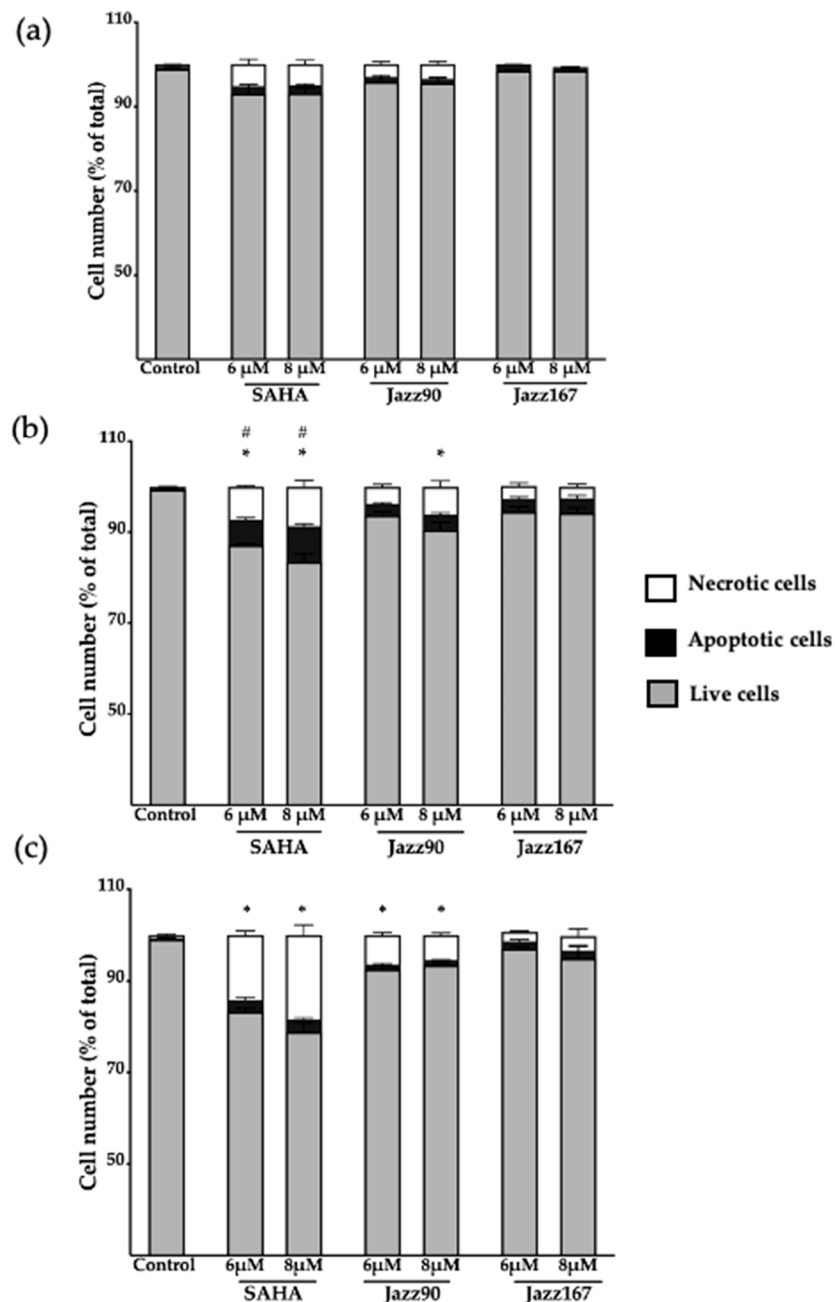 (a)
110
90
70
50
Cell number (% of total)
Control 6 μM 8 μM 6 μM 8 μM 6 μM 8 μM
SAHA Jazz90 Jazz167
(b)
# #
* * *
110
90
70
50
Cell number (% of total)
Control 6 μM 8 μM 6 μM 8 μM 6 μM 8 μM
SAHA Jazz90 Jazz167
Necrotic cells
Apoptotic cells
Live cells
(c)
* * * *
110
90
70
50
Cell number (% of total)
Control 6μM 8μM 6μM 8μM 6μM 8μM
SAHA Jazz90 Jazz167